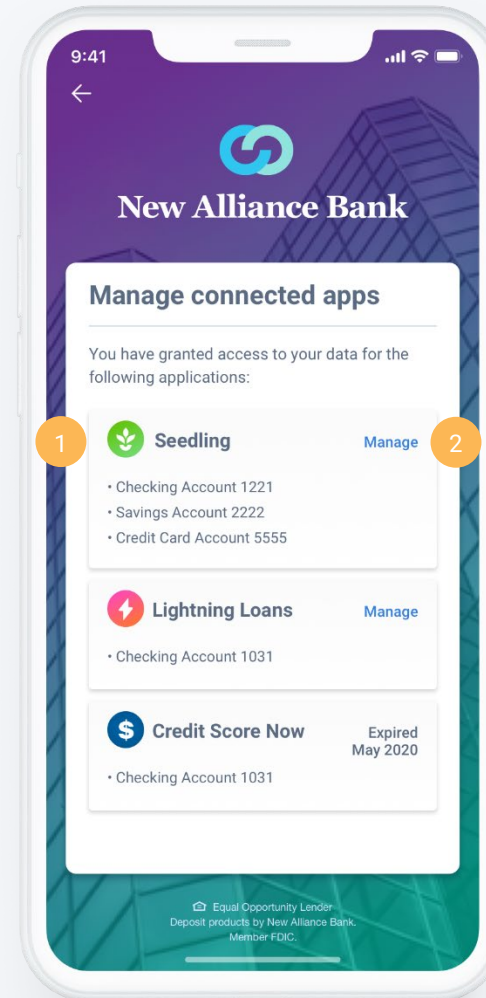 9:41
New Alliance Bank
Manage connected apps
You have granted access to your data for the
following applications:
1
Seedling
Manage
2
• Checking Account 1221
• Savings Account 2222
• Credit Card Account 5555
Lightning Loans
Manage
• Checking Account 1031
$
Credit Score Now
Expired
May 2020
• Checking Account 1031
Equal Opportunity Lender
Deposit products by New Alliance Bank.
Member FDIC.